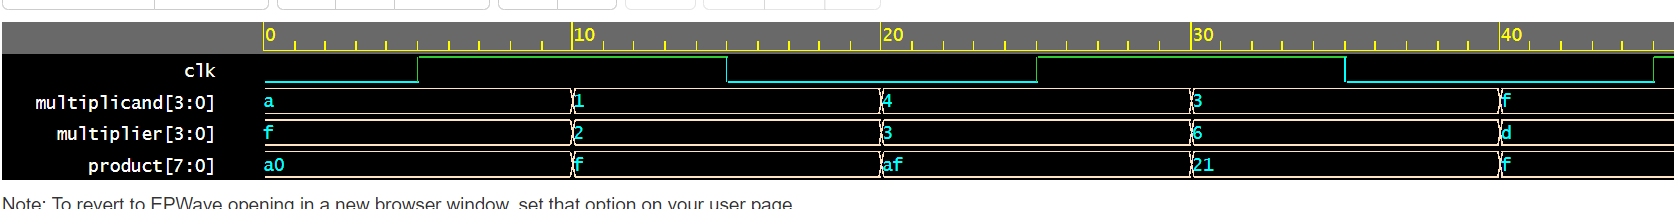 0 10 20 30 40
clk
multiplicand[3:0] a 1 4 3 f
multiplier[3:0] f 2 3 6 d
product[7:0] a0 f af 21 f
Note: To revert to EPWave opening in a new browser window, set that option on your user page.